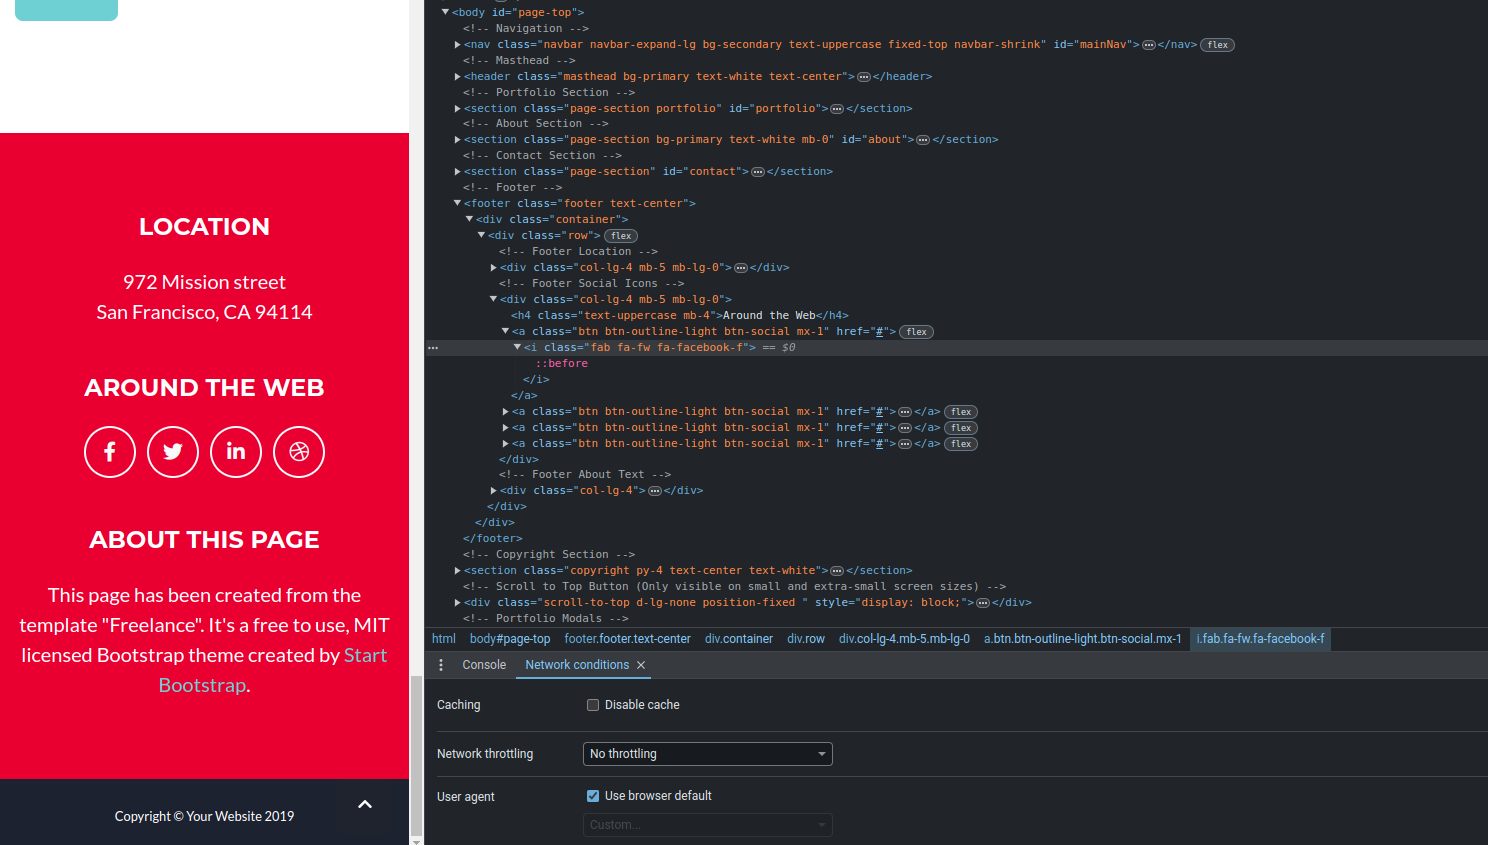 LOCATION
972 Mission street
San Francisco, CA 94114
AROUND THE WEB
ABOUT THIS PAGE
This page has been created from the
template "Freelance". It's a free to use, MIT
licensed Bootstrap theme created by Start
Bootstrap.
Copyright © Your Website 2019
<body id="page-top">
<!-- Navigation -->
<nav class="navbar navbar-expand-lg bg-secondary text-uppercase fixed-top navbar-shrink" id="mainNav">…</nav> flex
<!-- Masthead -->
<header class="masthead bg-primary text-white text-center">…</header>
<!-- Portfolio Section -->
<section class="page-section portfolio" id="portfolio">…</section>
<!-- About Section -->
<section class="page-section bg-primary text-white mb-0" id="about">…</section>
<!-- Contact Section -->
<section class="page-section" id="contact">…</section>
<!-- Footer -->
<footer class="footer text-center">
<div class="container">
<div class="row"> flex
<!-- Footer Location -->
<div class="col-lg-4 mb-5 mb-lg-0">…</div>
<!-- Footer Social Icons -->
<div class="col-lg-4 mb-5 mb-lg-0">
<h4 class="text-uppercase mb-4">Around the Web</h4>
<a class="btn btn-outline-light btn-social mx-1" href="#"> flex
… <i class="fab fa-fw fa-facebook-f"> == $0
::before
</i>
</a>
<a class="btn btn-outline-light btn-social mx-1" href="#">…</a> flex
<a class="btn btn-outline-light btn-social mx-1" href="#">…</a> flex
<a class="btn btn-outline-light btn-social mx-1" href="#">…</a> flex
</div>
<!-- Footer About Text -->
<div class="col-lg-4">…</div>
</div>
</div>
</footer>
<!-- Copyright Section -->
<section class="copyright py-4 text-center text-white">…</section>
<!-- Scroll to Top Button (Only visible on small and extra-small screen sizes) -->
<div class="scroll-to-top d-lg-none position-fixed " style="display: block;">…</div>
<!-- Portfolio Modals -->
html body#page-top footer.footer.text-center div.container div.row div.col-lg-4.mb-5.mb-lg-0 a.btn.btn-outline-light.btn-social.mx-1 i.fab.fa-fw.fa-facebook-f
Console Network conditions
Caching Disable cache
Network throttling No throttling
User agent Use browser default
Custom...